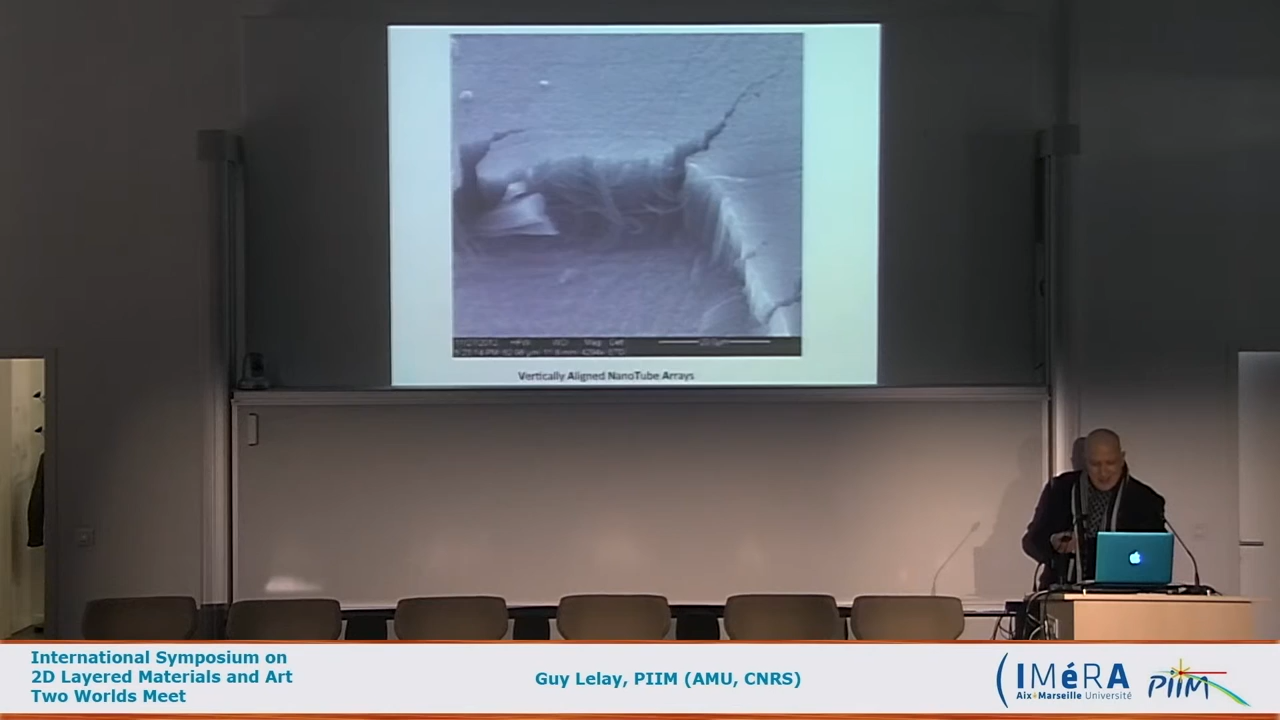 Vertically Aligned NanoTube Arrays
International Symposium on
2D Layered Materials and Art
Two Worlds Meet
Guy Lelay, PIIM (AMU, CNRS)
IMéRA
Aix*Marseille Université
PIIM